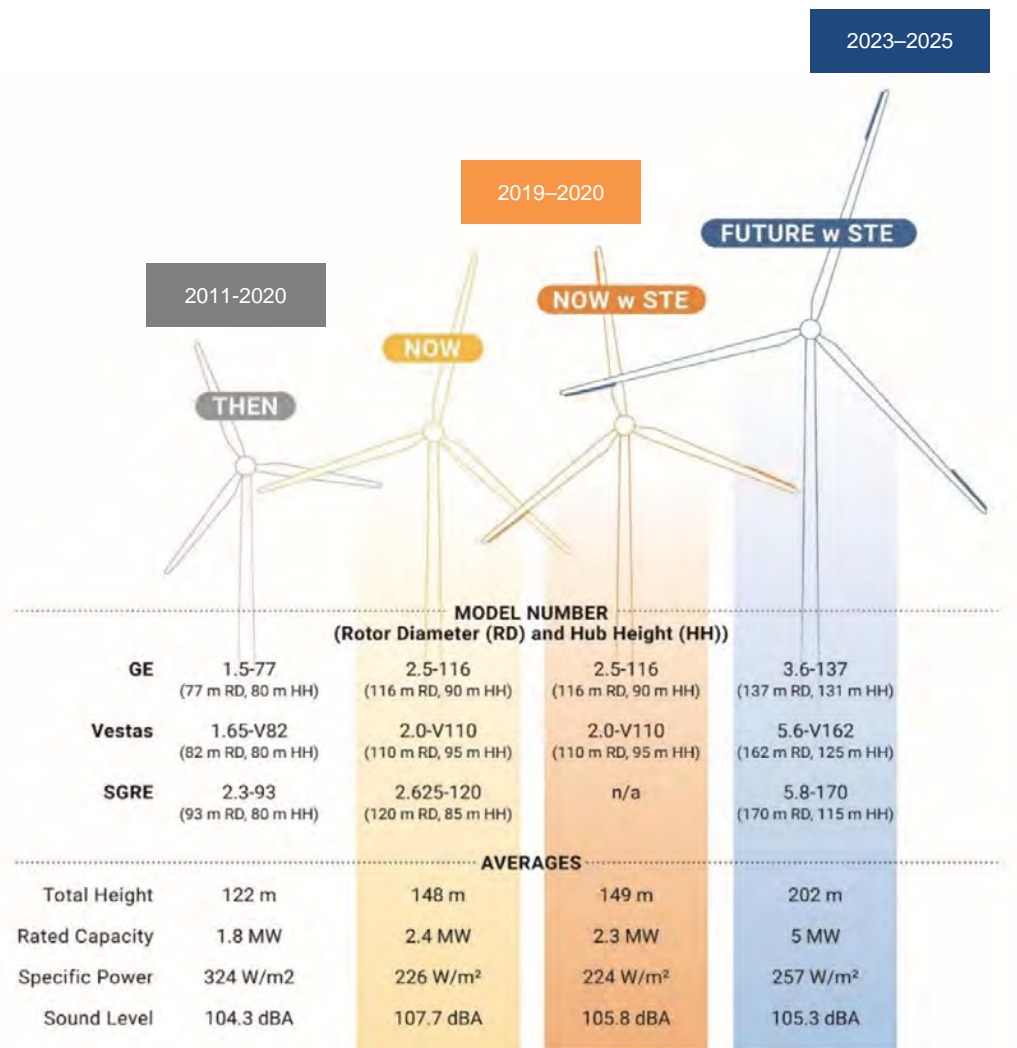 2023–2025
2019–2020
FUTURE w STE
2011-2020
NOW w STE
NOW
THEN
MODEL NUMBER
(Rotor Diameter (RD) and Hub Height (HH))
GE 1.5-77 2.5-116 2.5-116 3.6-137
(77 m RD, 80 m HH) (116 m RD, 90 m HH) (116 m RD, 90 m HH) (137 m RD, 131 m HH)
Vestas 1.65-V82 2.0-V110 2.0-V110 5.6-V162
(82 m RD, 80 m HH) (110 m RD, 95 m HH) (110 m RD, 95 m HH) (162 m RD, 125 m HH)
SGRE 2.3-93 2.625-120 n/a 5.8-170
(93 m RD, 80 m HH) (120 m RD, 85 m HH) (170 m RD, 115 m HH)
AVERAGES
Total Height 122 m 148 m 149 m 202 m
Rated Capacity 1.8 MW 2.4 MW 2.3 MW 5 MW
Specific Power 324 W/m2 226 W/m² 224 W/m² 257 W/m²
Sound Level 104.3 dBA 107.7 dBA 105.8 dBA 105.3 dBA